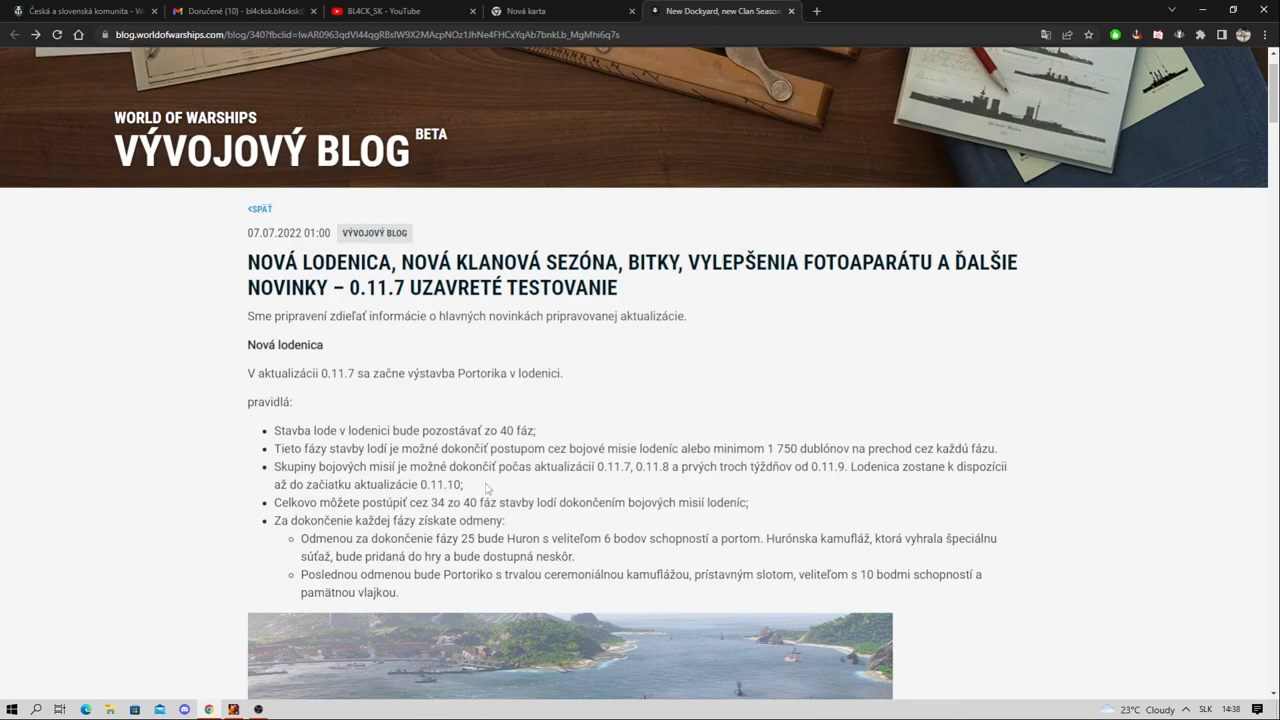 Česká a slovenská komunita - Wo
Doručené (10) - bl4cksk.bl4cksk@
BL4CK_SK - YouTube
Nová karta
New Dockyard, new Clan Season,
blog.worldofwarships.com/blog/340?fbclid=IwAR0963qdVl44qgRBsIW9X2MAcpNOz1JhNe4FHCxYqAb7bnkLb_MgMhi6q7s
WORLD OF WARSHIPS
VÝVOJOVÝ BLOG BETA
SPÄŤ
07.07.2022 01:00 VÝVOJOVÝ BLOG
NOVÁ LODENICA, NOVÁ KLANOVÁ SEZÓNA, BITKY, VYLEPŠENIA FOTOAPARÁTU A ĎALŠIE
NOVINKY – 0.11.7 UZAVRETÉ TESTOVANIE
Sme pripravení zdieľať informácie o hlavných novinkách pripravovanej aktualizácie.
Nová lodenica
V aktualizácii 0.11.7 sa začne výstavba Portorika v lodenici.
pravidlá:
Stavba lode v lodenici bude pozostávať zo 40 fáz;
Tieto fázy stavby lodí je možné dokončiť postupom cez bojové misie lodeníc alebo minimom 1 750 dublónov na prechod cez každú fázu.
Skupiny bojových misií je možné dokončiť počas aktualizácií 0.11.7, 0.11.8 a prvých troch týždňov od 0.11.9. Lodenica zostane k dispozícii
až do začiatku aktualizácie 0.11.10;
Celkovo môžete postúpiť cez 34 zo 40 fáz stavby lodí dokončením bojových misií lodeníc;
Za dokončenie každej fázy získate odmeny:
Odmenou za dokončenie fázy 25 bude Huron s veliteľom 6 bodov schopností a portom. Hurónska kamufláž, ktorá vyhrala špeciálnu
súťaž, bude pridaná do hry a bude dostupná neskôr.
Poslednou odmenou bude Portoriko s trvalou ceremoniálnou kamuflážou, prístavným slotom, veliteľom s 10 bodmi schopností a
pamätnou vlajkou.
23°C Cloudy SLK 14:38